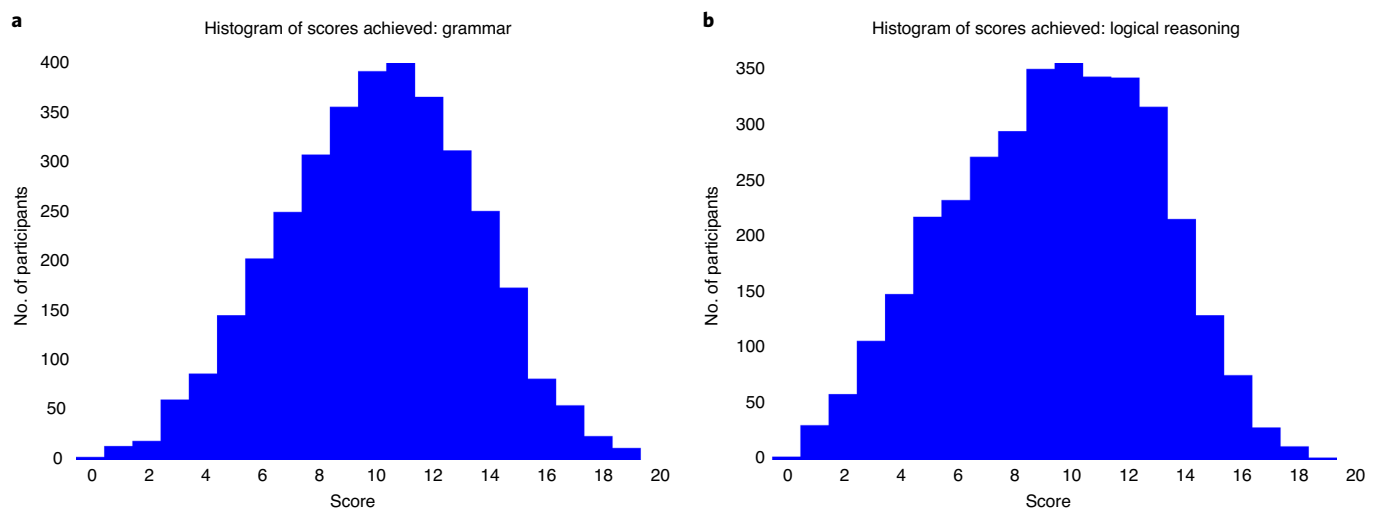 a
Histogram of scores achieved: grammar
400
350
300
250
200
150
100
50
0
No. of participants
0 2 4 6 8 10 12 14 16 18 20
Score
b
Histogram of scores achieved: logical reasoning
350
300
250
200
150
100
50
0
No. of participants
0 2 4 6 8 10 12 14 16 18 20
Score